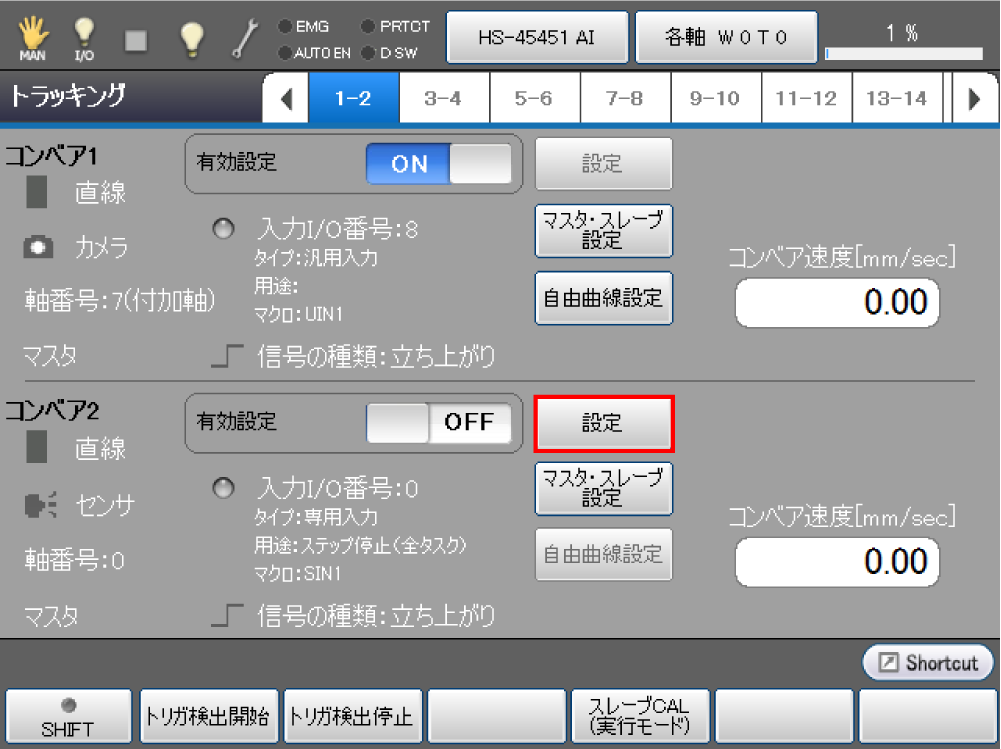 MAN
I/O
EMG
PRTCT
AUTO EN
D SW
HS-45451 AI
各軸 W0T0
1 %
トラッキング
1-2
3-4
5-6
7-8
9-10
11-12
13-14
コンベア1
有効設定
ON
設定
直線
入力I/O番号:8
マスタ・スレーブ
設定
カメラ
タイプ:汎用入力
コンベア速度[mm/sec]
用途:
自由曲線設定
0.00
軸番号:7(付加軸)
マクロ:UIN1
マスタ
信号の種類:立ち上がり
コンベア2
有効設定
OFF
設定
直線
入力I/O番号:0
マスタ・スレーブ
設定
センサ
タイプ:専用入力
コンベア速度[mm/sec]
用途:ステップ停止(全タスク)
自由曲線設定
0.00
軸番号:0
マクロ:SIN1
マスタ
信号の種類:立ち上がり
Shortcut
SHIFT
トリガ検出開始
トリガ検出停止
スレーブCAL
(実行モード)